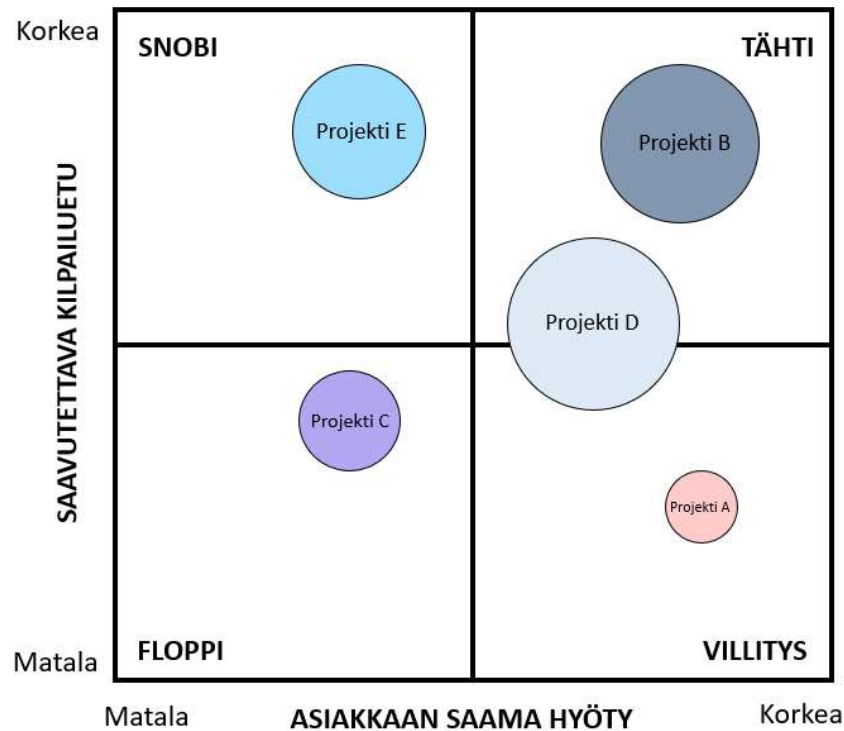 Korkea
SNOBI
TÄHTI
Projekti E
Projekti B
SAAVUTETTAVA KILPAILUETU
Projekti D
Projekti C
Projekti A
FLOPPI
VILLITYS
Matala
Matala
ASIAKKAAN SAAMA HYÖTY
Korkea